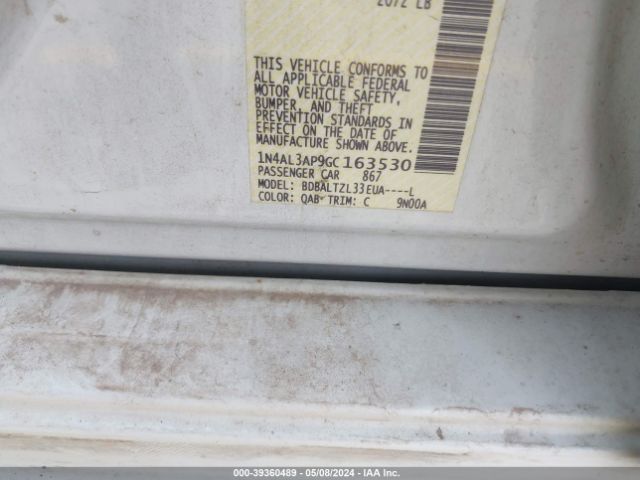 2072 LB
THIS VEHICLE CONFORMS TO
ALL APPLICABLE FEDERAL
MOTOR VEHICLE SAFETY,
BUMPER, AND THEFT
PREVENTION STANDARDS IN
EFFECT ON THE DATE OF
MANUFACTURE SHOWN ABOVE.
1N4AL3AP9GC163530
PASSENGER CAR 867
MODEL: BDBALTZL33EUA----L
COLOR: QAB TRIM: C 9N00A
000-39360489 - 05/08/2024 - IAA Inc.